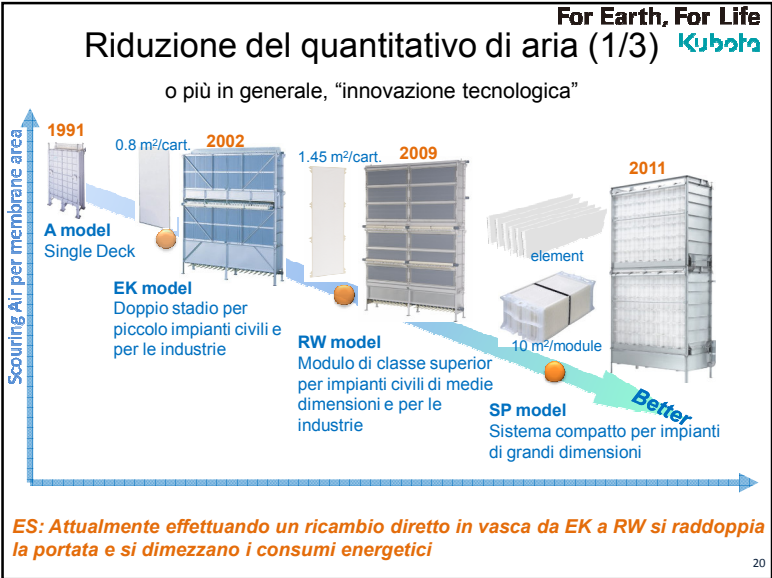 For Earth, For Life
Kubota
Riduzione del quantitativo di aria (1/3)
o più in generale, “innovazione tecnologica”
Scouring Air per membrane area
1991
0.8 m²/cart.
2002
1.45 m²/cart.
2009
2011
A model
Single Deck
element
EK model
Doppio stadio per
piccolo impianti civili e
per le industrie
10 m²/module
RW model
Modulo di classe superior
per impianti civili di medie
dimensioni e per le
industrie
Better
SP model
Sistema compatto per impianti
di grandi dimensioni
ES: Attualmente effettuando un ricambio diretto in vasca da EK a RW si raddoppia
la portata e si dimezzano i consumi energetici
20